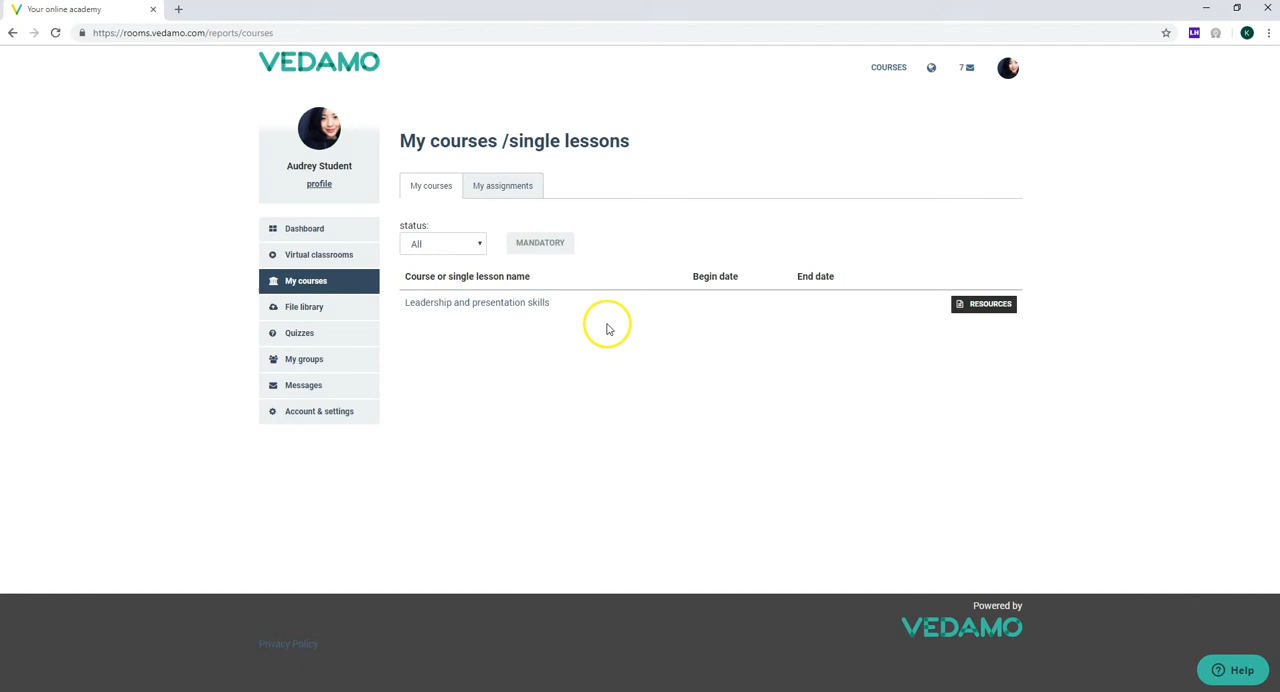 Your online academy
https://rooms.vedamo.com/reports/courses
LH
K
VEDAMO
COURSES
7
Audrey Student
profile
Dashboard
Virtual classrooms
My courses
File library
Quizzes
My groups
Messages
Account & settings
My courses /single lessons
My courses
My assignments
status:
All
MANDATORY
Course or single lesson name
Begin date
End date
Leadership and presentation skills
RESOURCES
Powered by
VEDAMO
Privacy Policy
Help